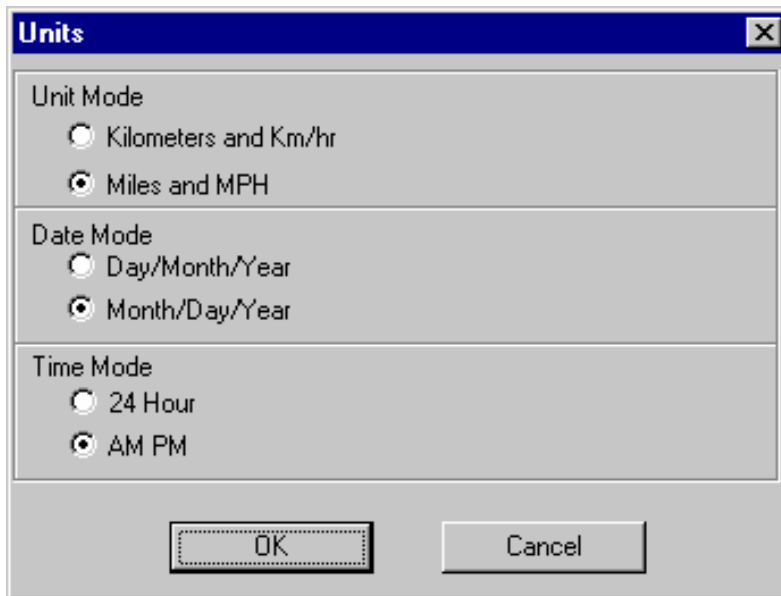 Units
Unit Mode
Kilometers and Km/hr
Miles and MPH
Date Mode
Day/Month/Year
Month/Day/Year
Time Mode
24 Hour
AM PM
OK
Cancel